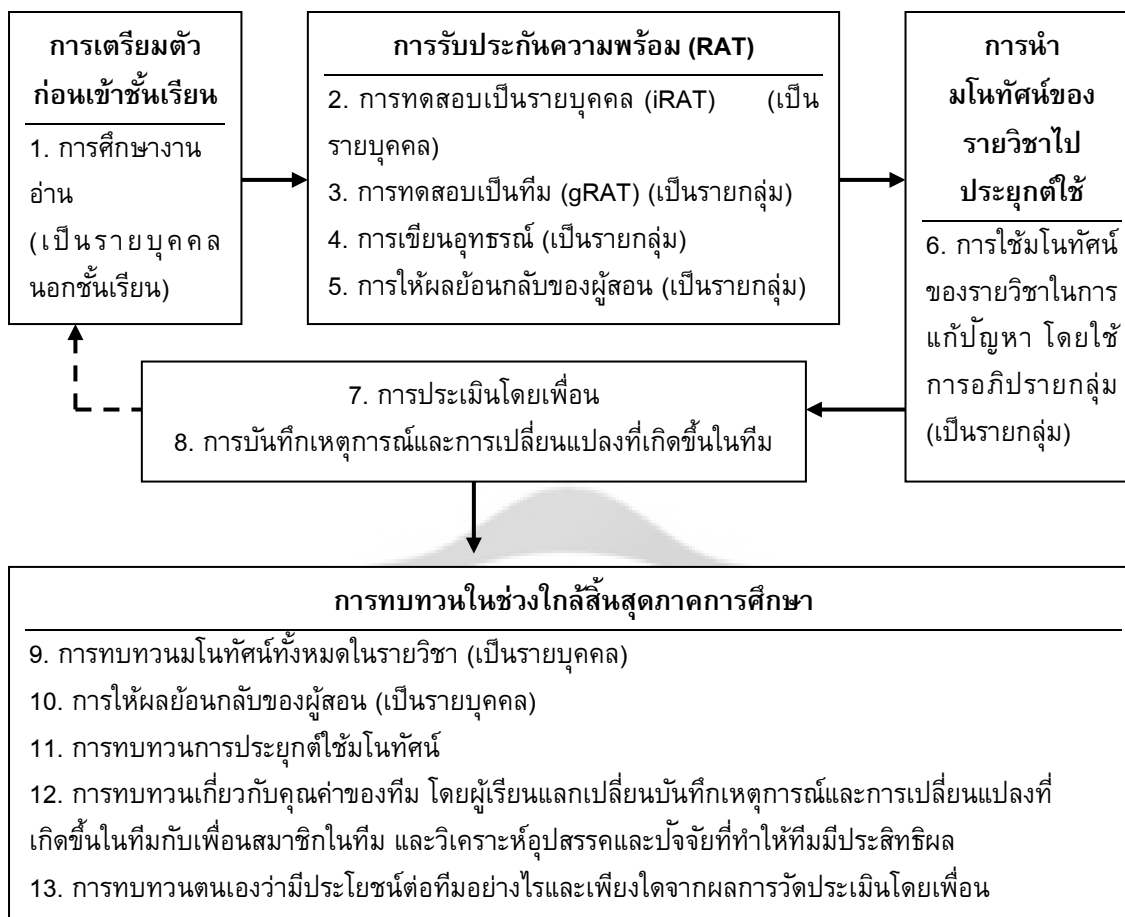 การเตรียมตัว
ก่อนเข้าชั้นเรียน
1. การศึกษางาน
อ่าน
(เป็นรายบุคคล
นอกชั้นเรียน)
การรับประกันความพร้อม (RAT)
2. การทดสอบเป็นรายบุคคล (iRAT) (เป็น
รายบุคคล)
3. การทดสอบเป็นทีม (gRAT) (เป็นรายกลุ่ม)
4. การเขียนอุทธรณ์ (เป็นรายกลุ่ม)
5. การให้ผลย้อนกลับของผู้สอน (เป็นรายกลุ่ม)
การนำ
มโนทัศน์ของ
รายวิชาไป
ประยุกต์ใช้
6. การใช้มโนทัศน์
ของรายวิชาในการ
แก้ปัญหา โดยใช้
การอภิปรายกลุ่ม
(เป็นรายกลุ่ม)
7. การประเมินโดยเพื่อน
8. การบันทึกเหตุการณ์และการเปลี่ยนแปลงที่เกิดขึ้นในทีม
การทบทวนในช่วงใกล้สิ้นสุดภาคการศึกษา
9. การทบทวนมโนทัศน์ทั้งหมดในรายวิชา (เป็นรายบุคคล)
10. การให้ผลย้อนกลับของผู้สอน (เป็นรายบุคคล)
11. การทบทวนการประยุกต์ใช้มโนทัศน์
12. การทบทวนเกี่ยวกับคุณค่าของทีม โดยผู้เรียนแลกเปลี่ยนบันทึกเหตุการณ์และการเปลี่ยนแปลงที่
เกิดขึ้นในทีมกับเพื่อนสมาชิกในทีม และวิเคราะห์อุปสรรคและปัจจัยที่ทำให้ทีมมีประสิทธิผล
13. การทบทวนตนเองว่ามีประโยชน์ต่อทีมอย่างไรและเพียงใดจากผลการวัดประเมินโดยเพื่อน